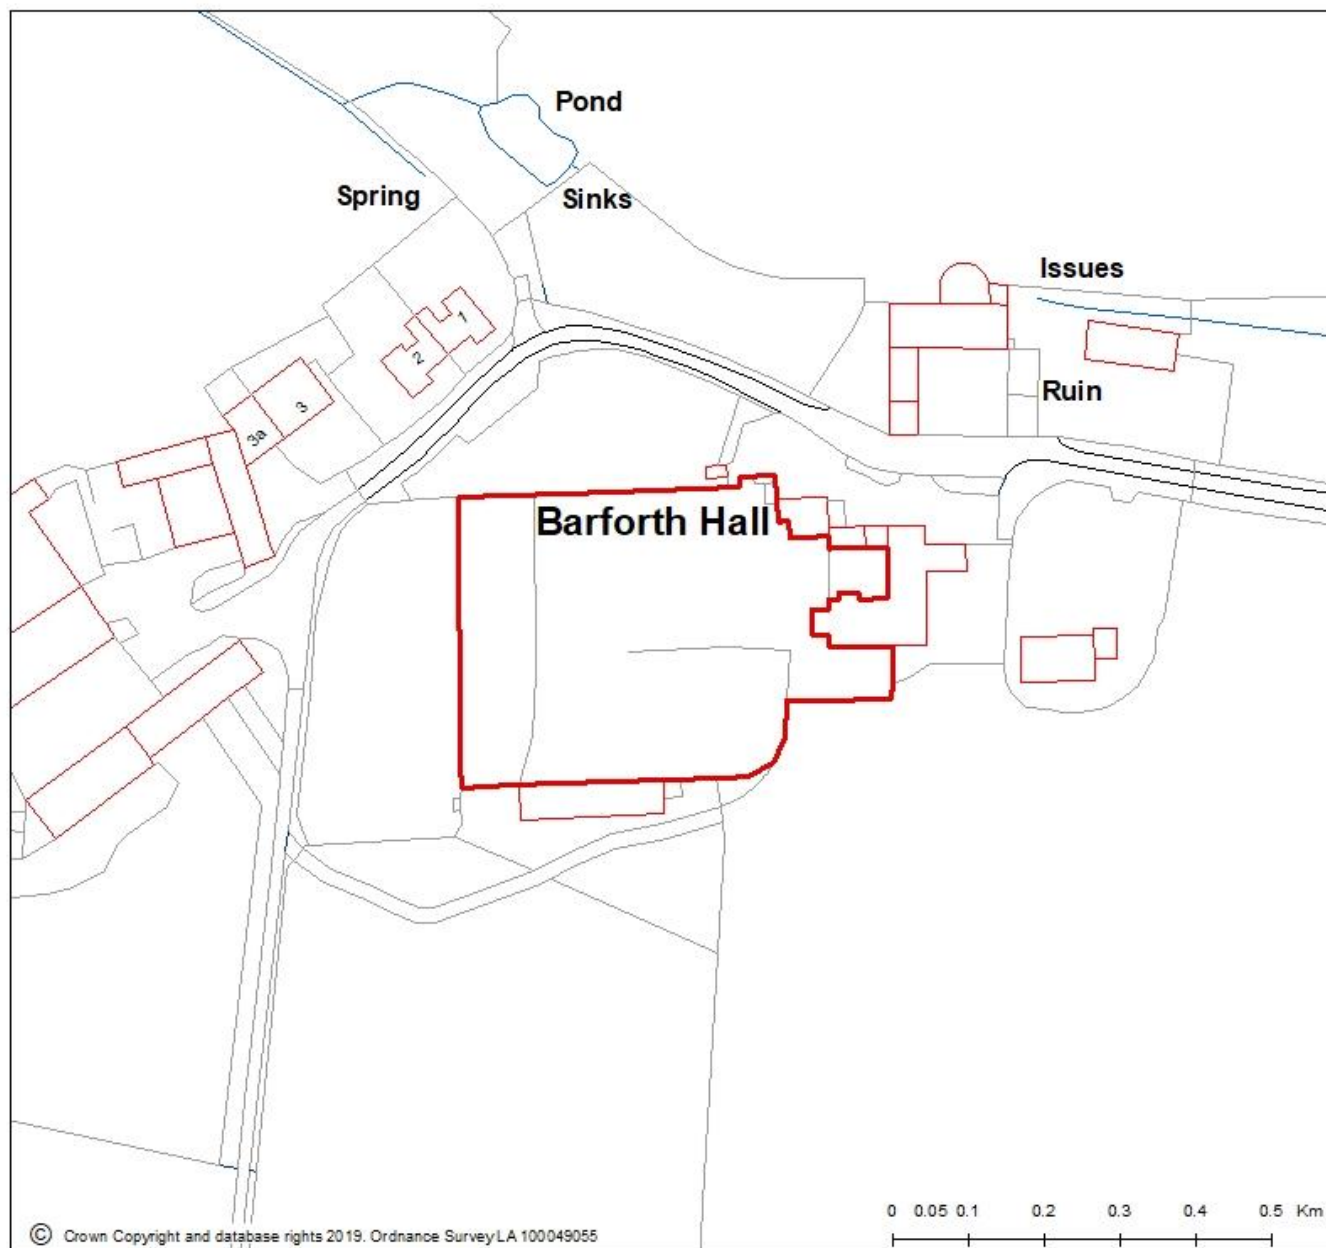 Pond
Spring
Sinks
Issues
1
2
Ruin
3
3a
Barforth Hall
0 0.05 0.1 0.2 0.3 0.4 0.5 Km
© Crown Copyright and database rights 2019. Ordnance Survey LA 100049055